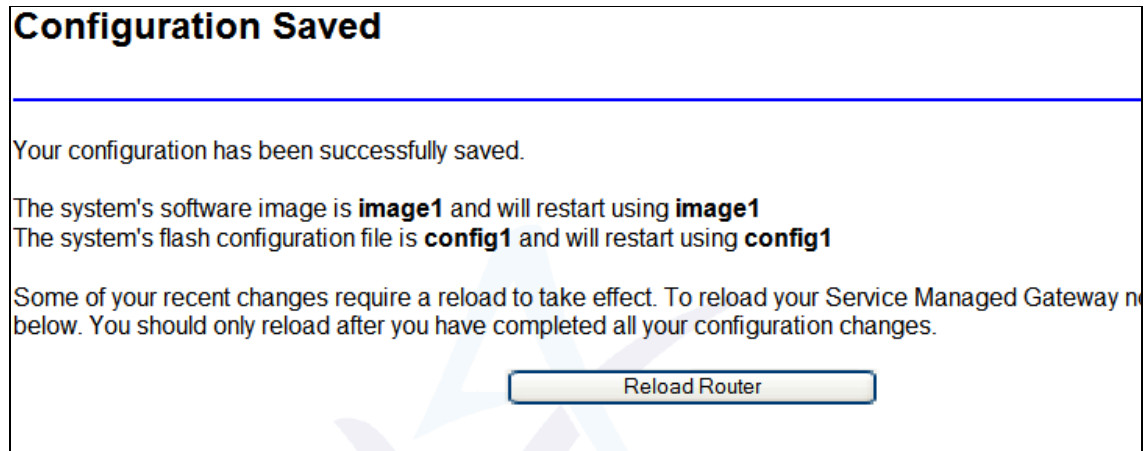 Configuration Saved
Your configuration has been successfully saved.
The system's software image is image1 and will restart using image1
The system's flash configuration file is config1 and will restart using config1
Some of your recent changes require a reload to take effect. To reload your Service Managed Gateway
below. You should only reload after you have completed all your configuration changes.
Reload Router